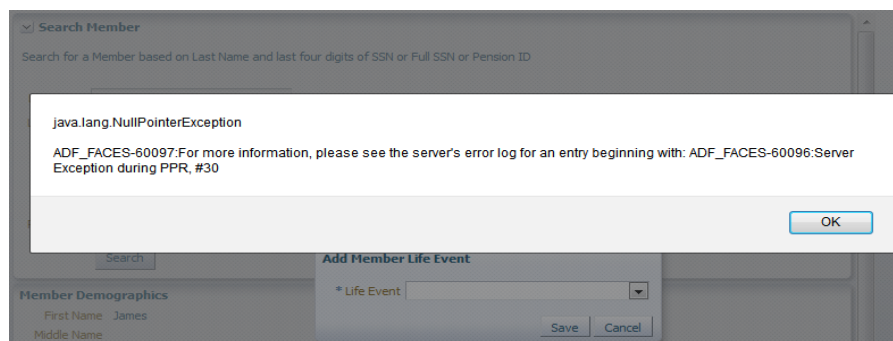 Search Member
Search for a Member based on Last Name and last four digits of SSN or Full SSN or Pension ID
java.lang.NullPointerException
ADF_FACES-60097:For more information, please see the server's error log for an entry beginning with: ADF_FACES-60096:Server
Exception during PPR, #30
OK
Search
Add Member Life Event
* Life Event
Save Cancel
Member Demographics
First Name James
Middle Name